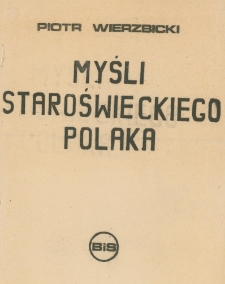 PIOTR WIERZBICKI
MYŚLI
STAROŚWIECKIEGO
POLAKA
BiS